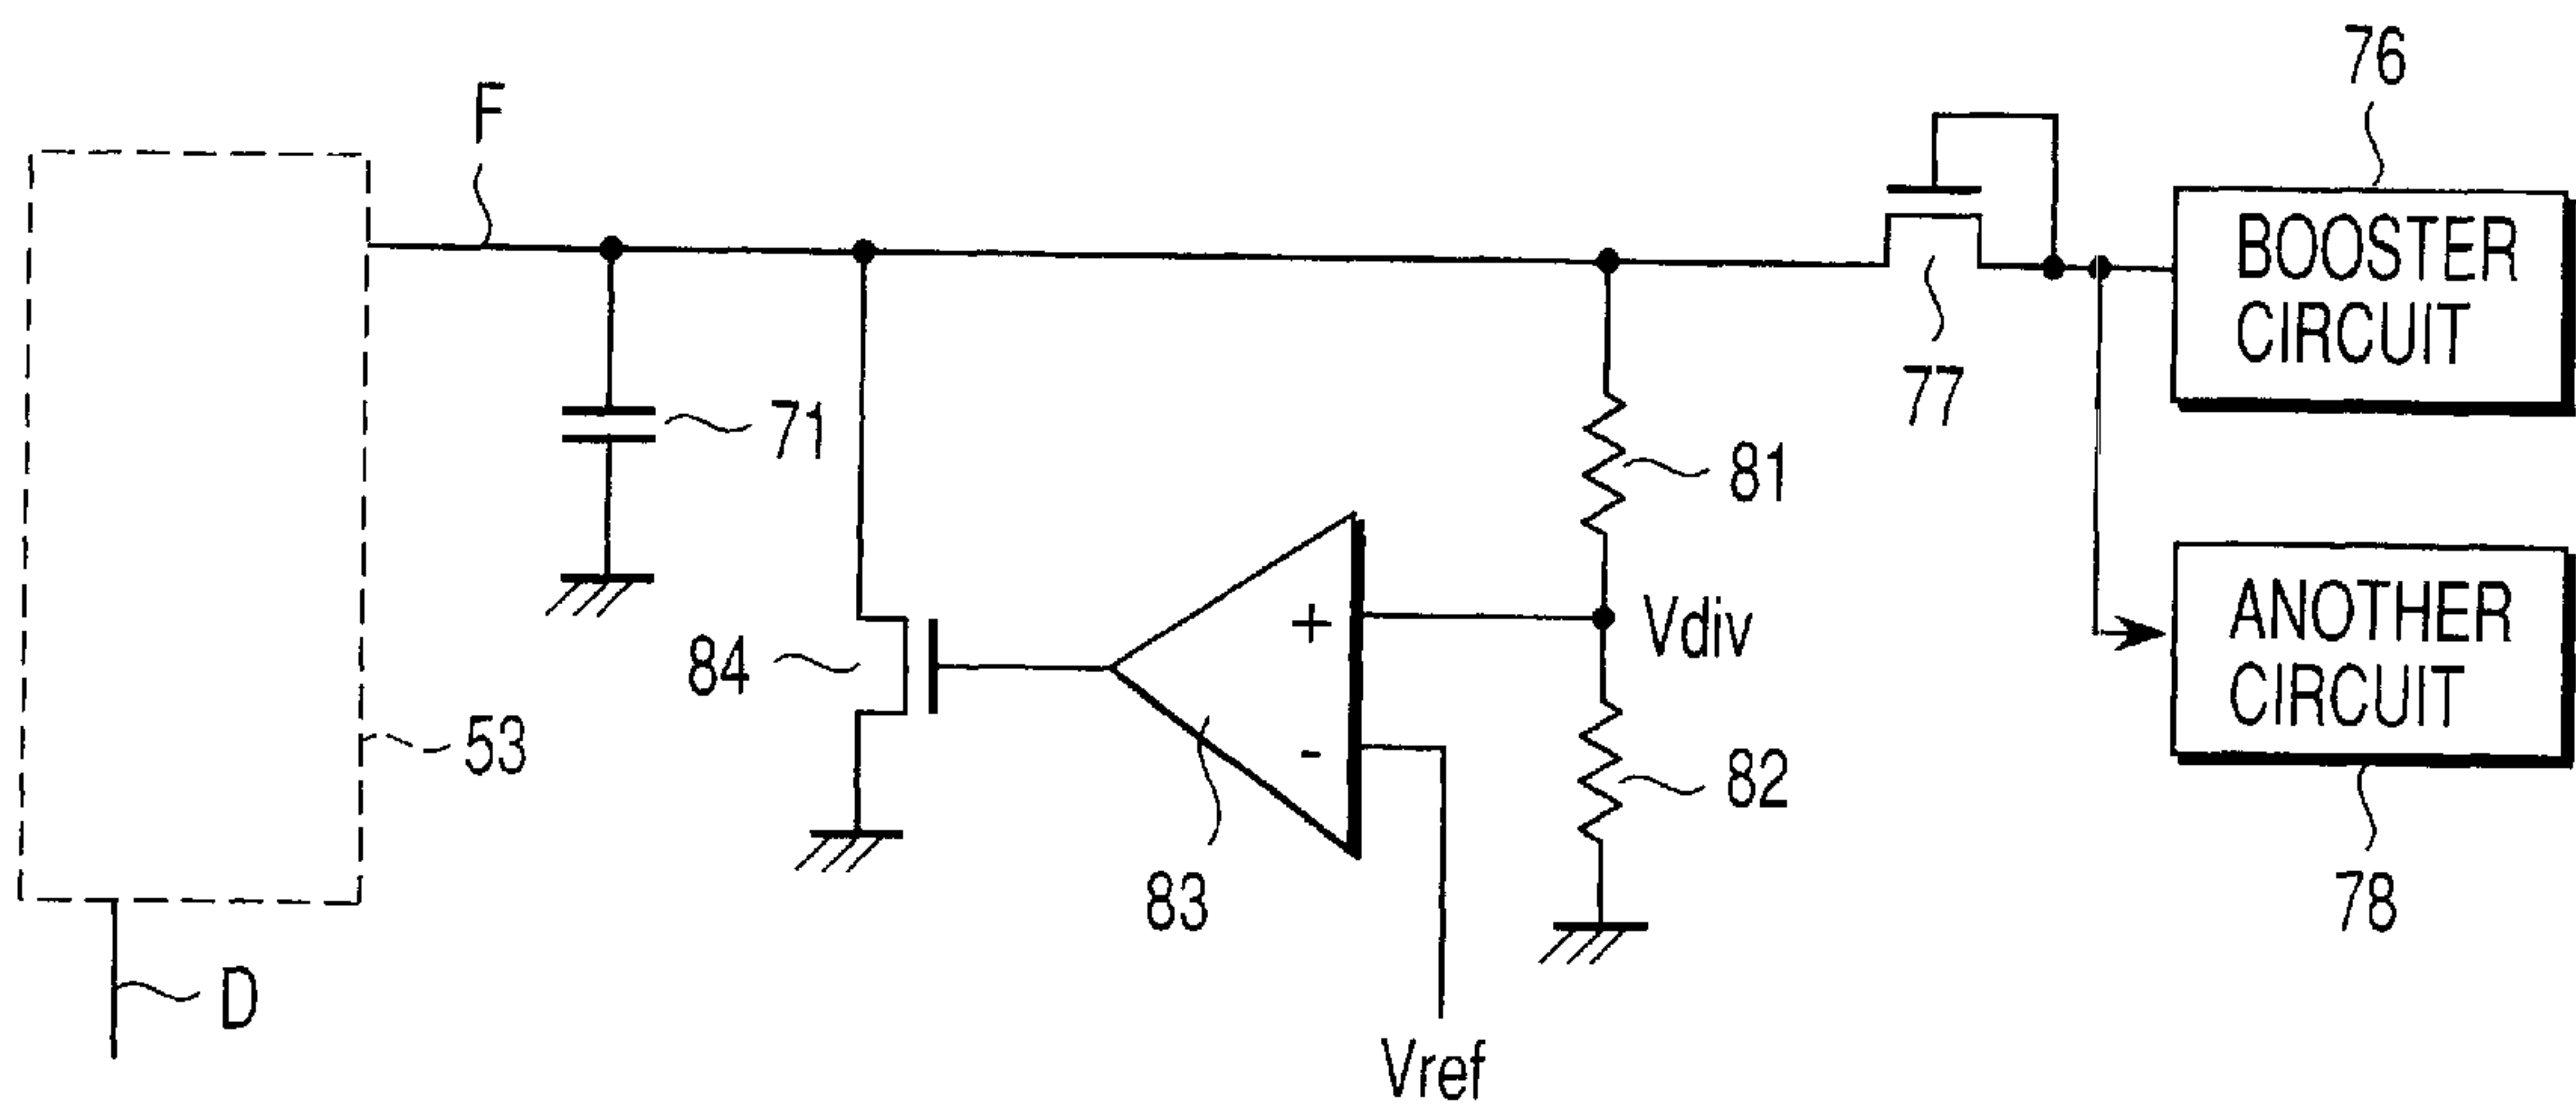 76
F
BOOSTER
CIRCUIT
77
71
81
ANOTHER
CIRCUIT
+
Vdiv
84
53
-
82
83
78
D
Vref